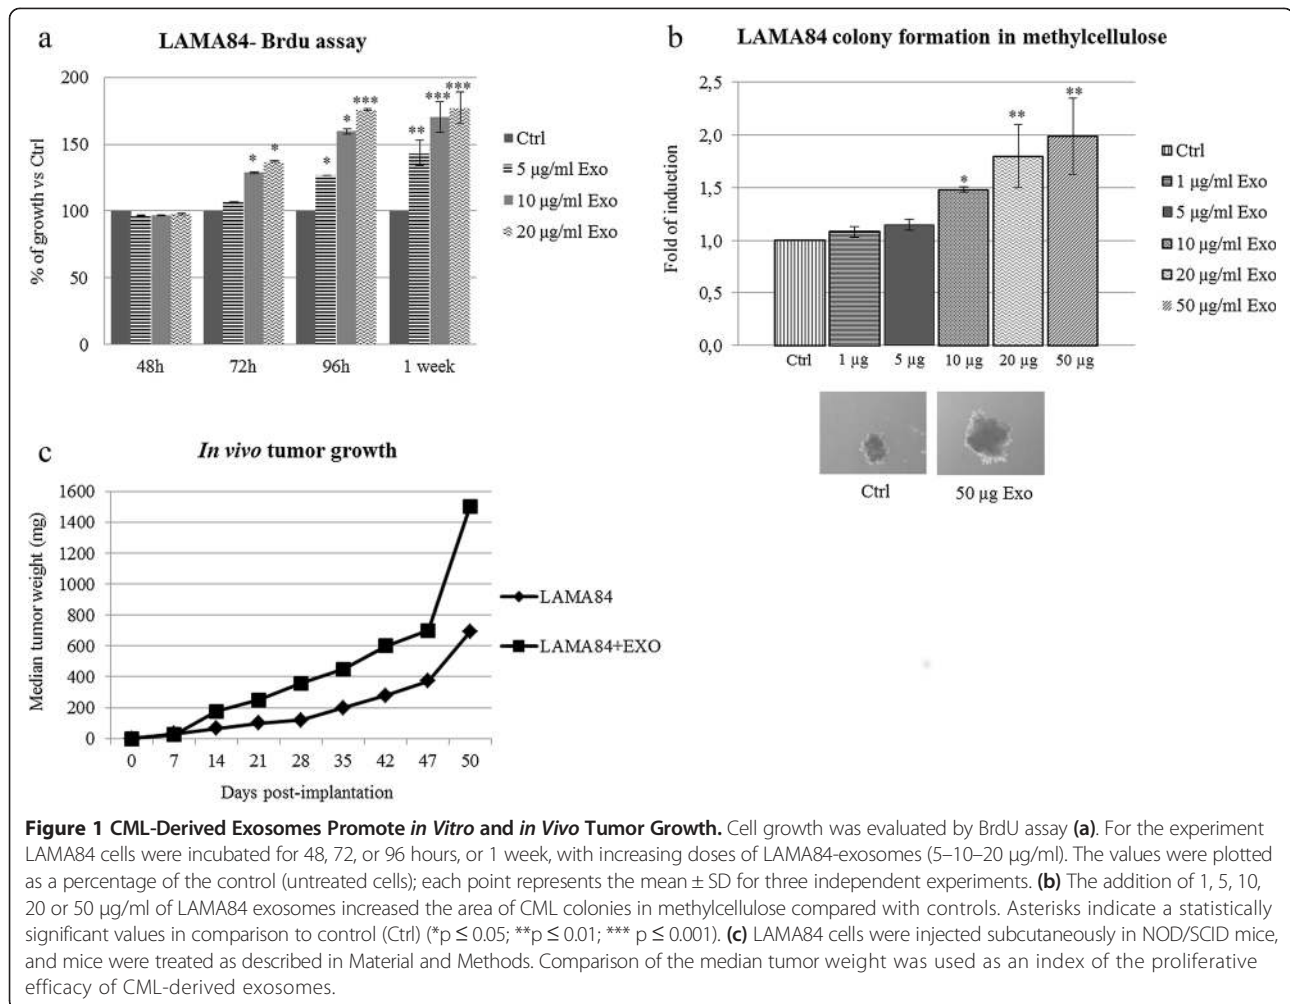 a
LAMA84- Brdu assay
200
150
100
50
0
% of growth vs Ctrl
*
*
*
*
***
**
***
***
48h
72h
96h
1 week
Ctrl
5 µg/ml Exo
10 µg/ml Exo
20 µg/ml Exo
b
LAMA84 colony formation in methylcellulose
2,5
2,0
1,5
1,0
0,5
0,0
Fold of induction
*
**
**
Ctrl
1 µg
5 µg
10 µg
20 µg
50 µg
Ctrl
1 µg/ml Exo
5 µg/ml Exo
10 µg/ml Exo
20 µg/ml Exo
50 µg/ml Exo
Ctrl
50 µg Exo
c
In vivo tumor growth
1600
1400
1200
1000
800
600
400
200
0
Median tumor weight (mg)
0
7
14
21
28
35
42
47
50
Days post-implantation
LAMA84
LAMA84+EXO
Figure 1 CML-Derived Exosomes Promote in Vitro and in Vivo Tumor Growth. Cell growth was evaluated by BrdU assay (a). For the experiment
LAMA84 cells were incubated for 48, 72, or 96 hours, or 1 week, with increasing doses of LAMA84-exosomes (5–10–20 µg/ml). The values were plotted
as a percentage of the control (untreated cells); each point represents the mean ± SD for three independent experiments. (b) The addition of 1, 5, 10,
20 or 50 µg/ml of LAMA84 exosomes increased the area of CML colonies in methylcellulose compared with controls. Asterisks indicate a statistically
significant values in comparison to control (Ctrl) (*p ≤ 0.05; **p ≤ 0.01; *** p ≤ 0.001). (c) LAMA84 cells were injected subcutaneously in NOD/SCID mice,
and mice were treated as described in Material and Methods. Comparison of the median tumor weight was used as an index of the proliferative
efficacy of CML-derived exosomes.